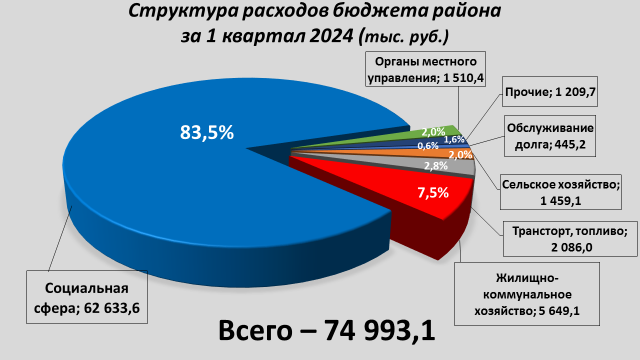 Структура расходов бюджета района
за 1 квартал 2024 (тыс. руб.)
Органы местного
управления; 1 510,4
Прочие; 1 209,7
Обслуживание
долга; 445,2
Сельское хозяйство;
1 459,1
Транспорт, топливо;
2 086,0
Жилищно-
коммунальное
хозяйство; 5 649,1
Социальная
сфера; 62 633,6
83,5%
2,0%
1,6%
0,6%
2,0%
2,8%
7,5%
Всего – 74 993,1